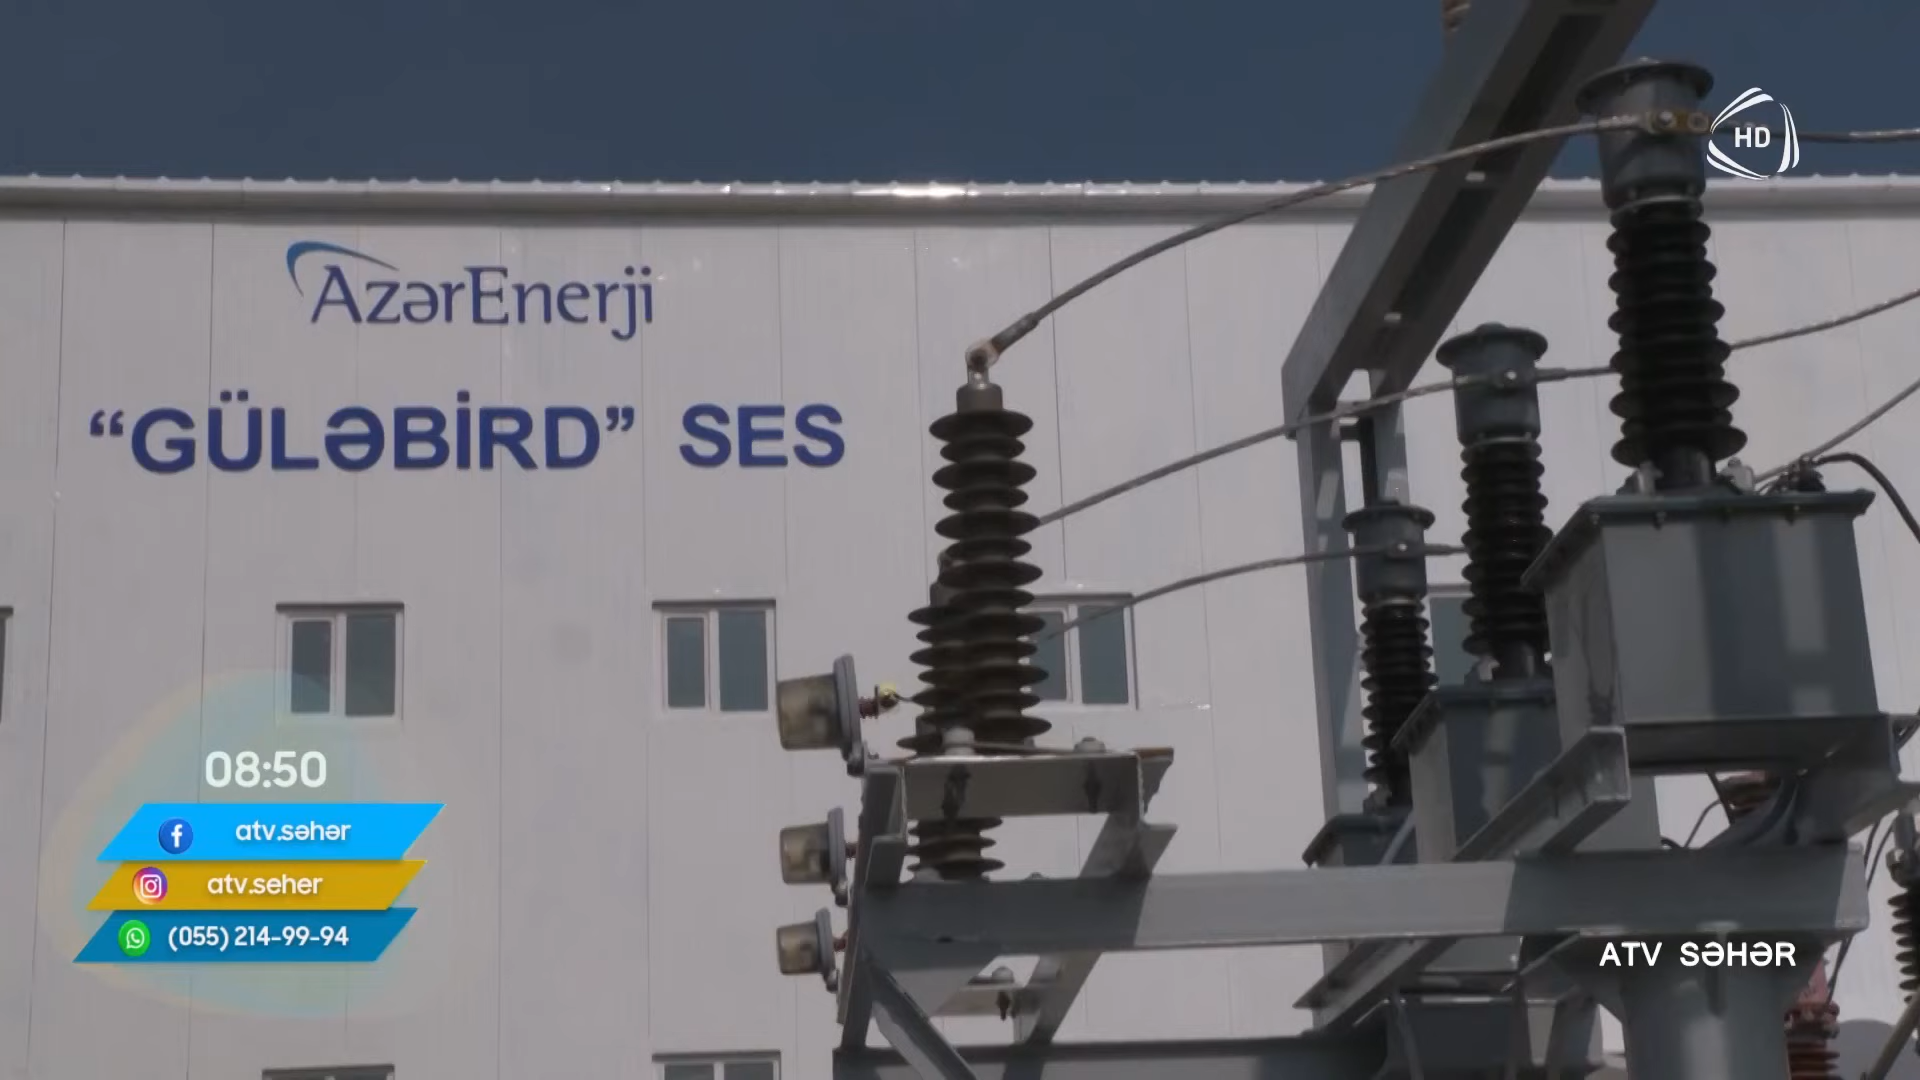 HD
AzərEnerji
“GÜLƏBİRD” SES
08:50
atv.səhər
atv.seher
(055) 214-99-94
ATV SƏHƏR